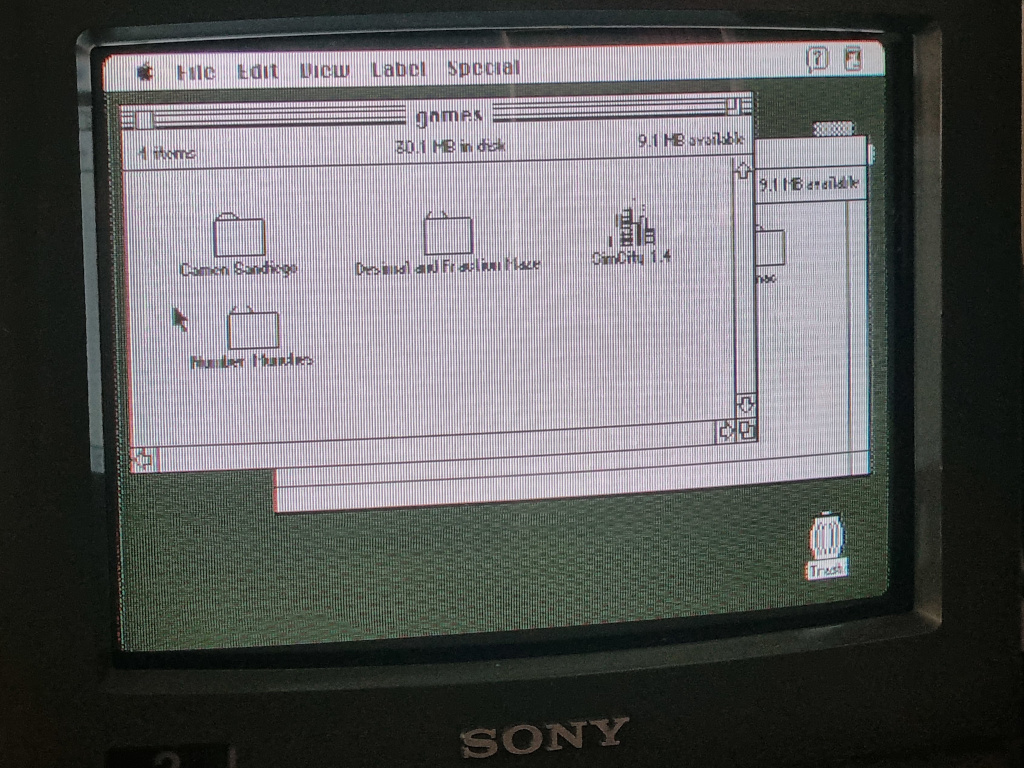 File Edit View Label Special
games
4 items 30.1 MB in disk 9.1 MB available
9.1 MB available
Carmen Sandiego Decimal and Fraction Maze SimCity 1.4
Number Munchers
Trash
SONY